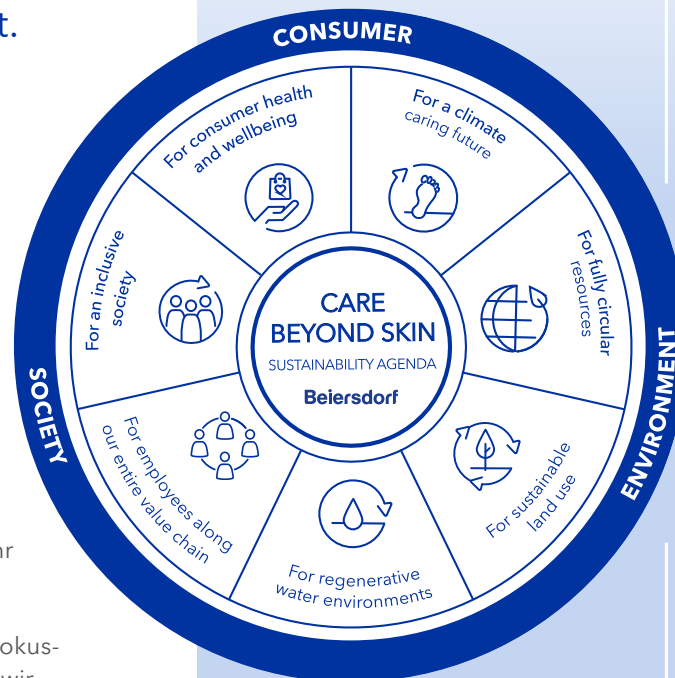 t.
CONSUMER
For consumer health
and wellbeing
For a climate
caring future
For an inclusive
society
For fully circular
resources
CARE
BEYOND SKIN
SUSTAINABILITY AGENDA
Beiersdorf
SOCIETY
ENVIRONMENT
For employees along
our entire value chain
For sustainable
land use
For regenerative
water environments
okus-
wir